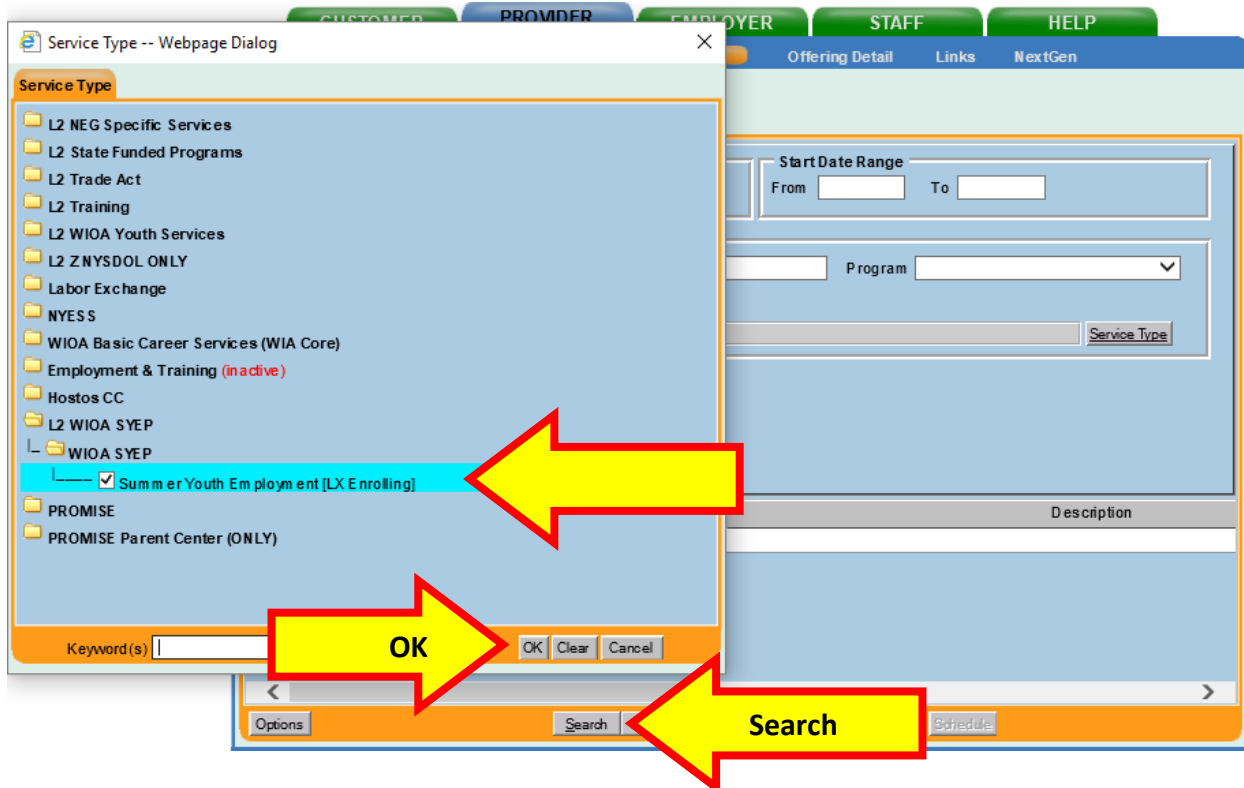 CUSTOMER PROVIDER EMPLOYER STAFF HELP
Offering Detail Links NextGen
Service Type -- Webpage Dialog
Service Type
L2 NEG Specific Services
L2 State Funded Programs
L2 Trade Act
L2 Training
L2 WIOA Youth Services
L2 ZNYSDOL ONLY
Labor Exchange
NYESS
WIOA Basic Career Services (WIA Core)
Employment & Training (inactive)
Hostos CC
L2 WIOA SYEP
WIOA SYEP
Summer Youth Employment [LX Enrolling]
PROMISE
PROMISE Parent Center (ONLY)
Keyword(s)
OK
OK Clear Cancel
Start Date Range
From To
Program
Service Type
Description
Options Search Search Schedule